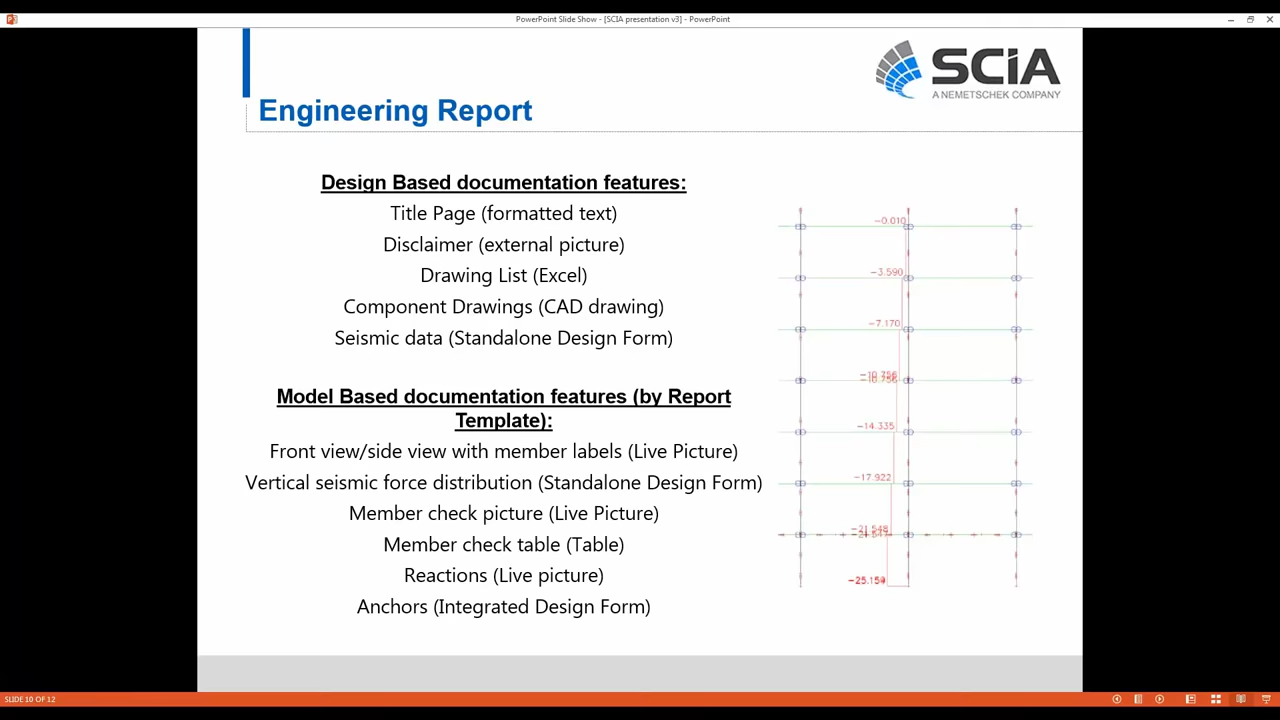 PowerPoint Slide Show - [SCIA presentation v3] - PowerPoint
SCIA
A NEMETSCHEK COMPANY
Engineering Report
Design Based documentation features:
Title Page (formatted text)
Disclaimer (external picture)
Drawing List (Excel)
Component Drawings (CAD drawing)
Seismic data (Standalone Design Form)
Model Based documentation features (by Report
Template):
Front view/side view with member labels (Live Picture)
Vertical seismic force distribution (Standalone Design Form)
Member check picture (Live Picture)
Member check table (Table)
Reactions (Live picture)
Anchors (Integrated Design Form)
-0.010
-3.590
-7.170
-14.335
-17.922
SLIDE 10 OF 12